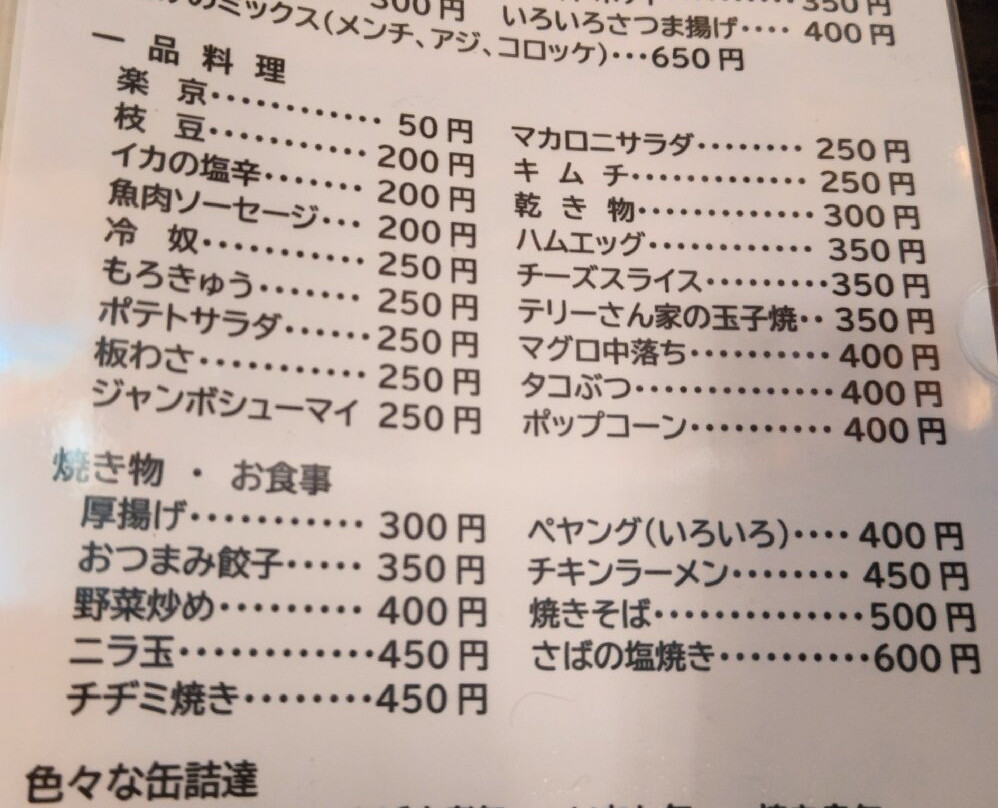 300円
350円
のミックス(メンチ、アジ、コロッケ)･･･650円
いろいろさつま揚げ････ 400円
一品料理
楽 京････････････ 50円
枝 豆･･････････ 200円
イカの塩辛･･･････ 200円
魚肉ソーセージ･･･ 200円
冷 奴･･････････ 250円
もろきゅう･･･････ 250円
ポテトサラダ･･････250円
板わさ･･･････････ 250円
ジャンボシューマイ 250円
マカロニサラダ････････ 250円
キ ム チ････････････ 250円
乾 き 物････････････ 300円
ハムエッグ･･･････････ 350円
チーズスライス･････････350円
テリーさん家の玉子焼･･ 350円
マグロ中落ち･･････････ 400円
タコぶつ･････････････400円
ポップコーン･･････････ 400円
焼き物 ・ お食事
厚揚げ･･･････････ 300円
おつまみ餃子･････ 350円
野菜炒め･････････ 400円
ニラ玉････････････450円
チヂミ焼き････････450円
ペヤング(いろいろ)････ 400円
チキンラーメン････････ 450円
焼きそば･････････････500円
さばの塩焼き･･････････600円
色々な缶詰達